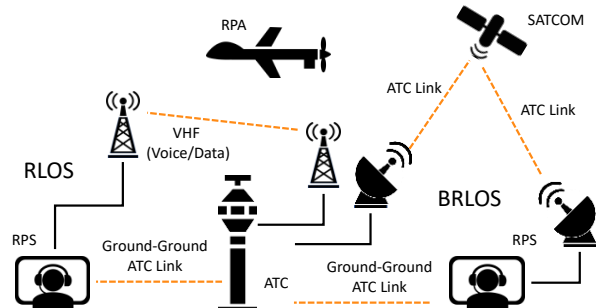 SATCOM
RPA
ATC Link
ATC Link
VHF
(Voice/Data)
RLOS
BRLOS
RPS
Ground-Ground
ATC Link
ATC
Ground-Ground
ATC Link
RPS